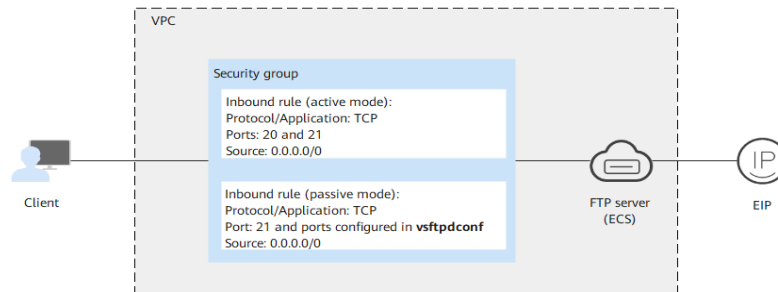 VPC
Security group
Inbound rule (active mode):
Protocol/Application: TCP
Ports: 20 and 21
Source: 0.0.0.0/0
Inbound rule (passive mode):
Protocol/Application: TCP
Port: 21 and ports configured in vsftpdconf
Source: 0.0.0.0/0
Client
FTP server
(ECS)
IP
EIP